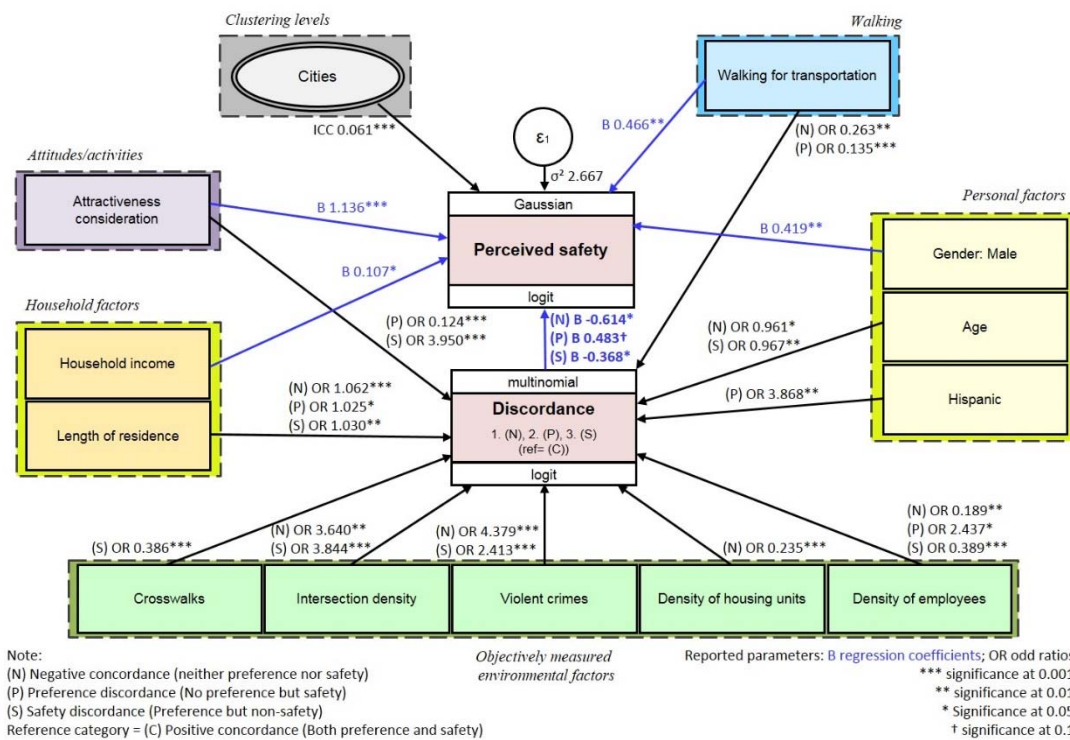 Clustering levels
Cities
ICC 0.061***
Walking
Walking for transportation
B 0.466**
(N) OR 0.263**
(P) OR 0.135***
ε1
σ² 2.667
Attitudes/activities
Attractiveness
consideration
B 1.136***
Gaussian
Perceived safety
logit
Personal factors
Gender: Male
Age
Hispanic
B 0.419**
B 0.107*
Household factors
Household income
Length of residence
(P) OR 0.124***
(S) OR 3.950***
(N) B -0.614*
(P) B 0.483†
(S) B -0.368*
(N) OR 0.961*
(S) OR 0.967**
(P) OR 3.868**
(N) OR 1.062***
(P) OR 1.025*
(S) OR 1.030**
multinomial
Discordance
1. (N), 2. (P), 3. (S)
(ref= (C))
logit
(S) OR 0.386***
(N) OR 3.640**
(S) OR 3.844***
(N) OR 4.379***
(S) OR 2.413***
(N) OR 0.235***
(N) OR 0.189**
(P) OR 2.437*
(S) OR 0.389***
Crosswalks
Intersection density
Violent crimes
Density of housing units
Density of employees
Objectively measured
environmental factors
Note:
(N) Negative concordance (neither preference nor safety)
(P) Preference discordance (No preference but safety)
(S) Safety discordance (Preference but non-safety)
Reference category = (C) Positive concordance (Both preference and safety)
Reported parameters: B regression coefficients; OR odd ratios
*** significance at 0.001
** significance at 0.01
* Significance at 0.05
† significance at 0.1